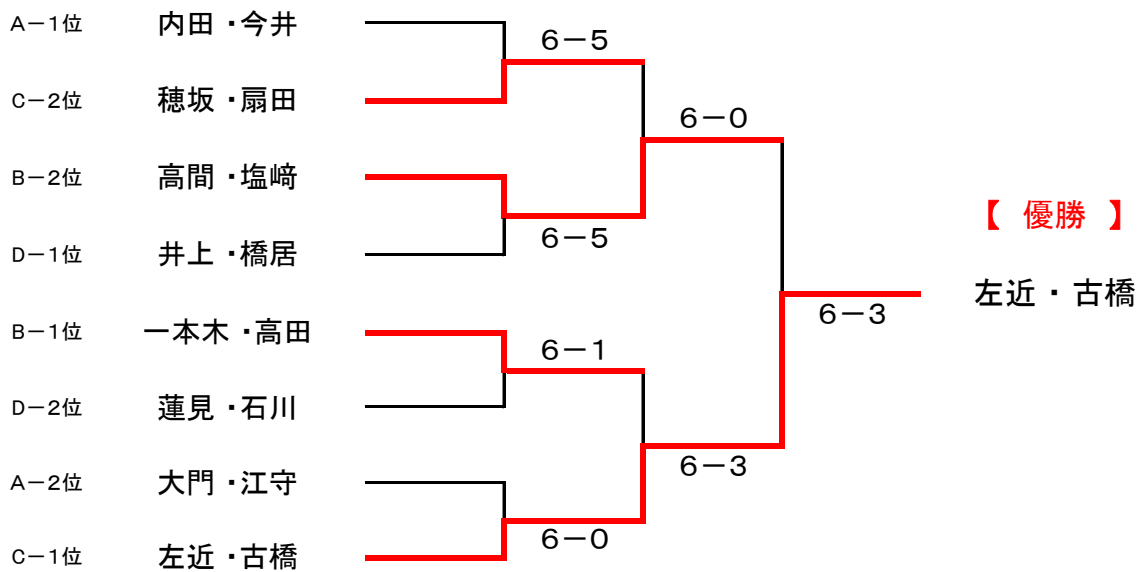 A－1位 内田・今井
6－5
C－2位 穂坂・扇田
6－0
B－2位 高間・塩﨑
【 優勝 】
6－5
D－1位 井上・橋居
左近・古橋
6－3
B－1位 一本木・高田
6－1
D－2位 蓮見・石川
6－3
A－2位 大門・江守
6－0
C－1位 左近・古橋